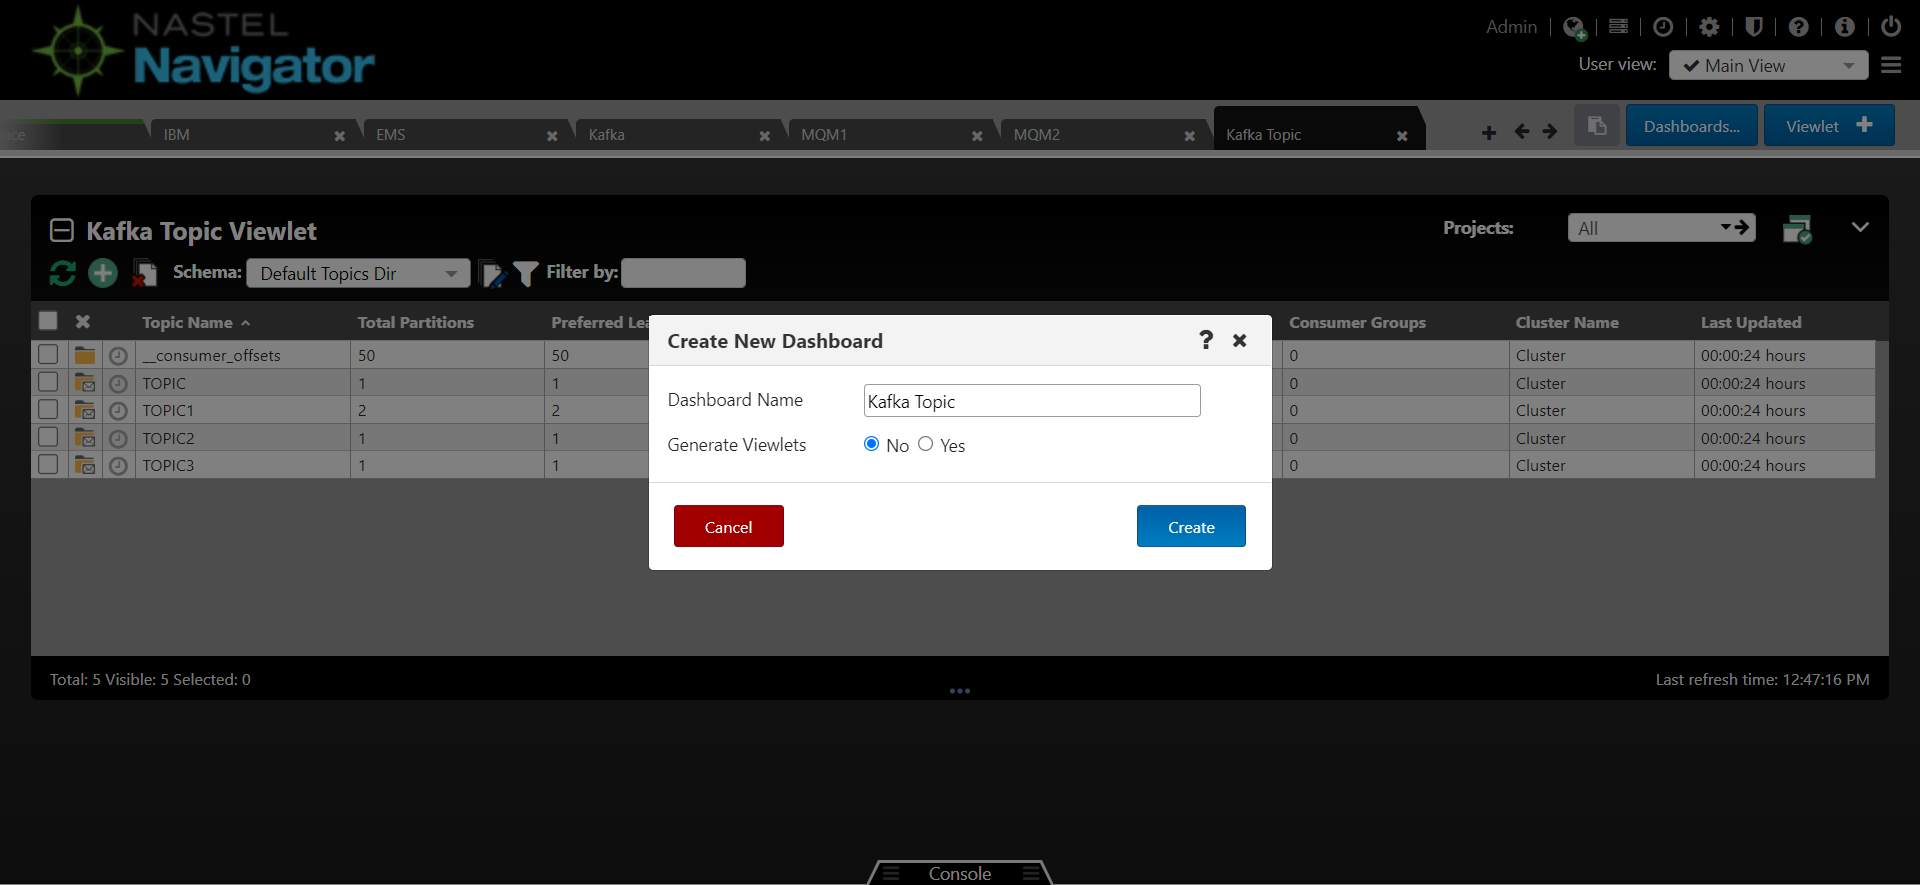 NASTEL
Navigator
Admin
User view: Main View
IBM
EMS
Kafka
MQM1
MQM2
Kafka Topic
Dashboards...
Viewlet
Kafka Topic Viewlet
Projects: All
Schema: Default Topics Dir Filter by:
Topic Name Total Partitions Preferred Consumer Groups Cluster Name Last Updated
__consumer_offsets 50 50 0 Cluster 00:00:24 hours
TOPIC 1 1 0 Cluster 00:00:24 hours
TOPIC1 2 2 0 Cluster 00:00:24 hours
TOPIC2 1 1 0 Cluster 00:00:24 hours
TOPIC3 1 1 0 Cluster 00:00:24 hours
Create New Dashboard
Dashboard Name Kafka Topic
Generate Viewlets No Yes
Cancel Create
Total: 5 Visible: 5 Selected: 0
Last refresh time: 12:47:16 PM
Console